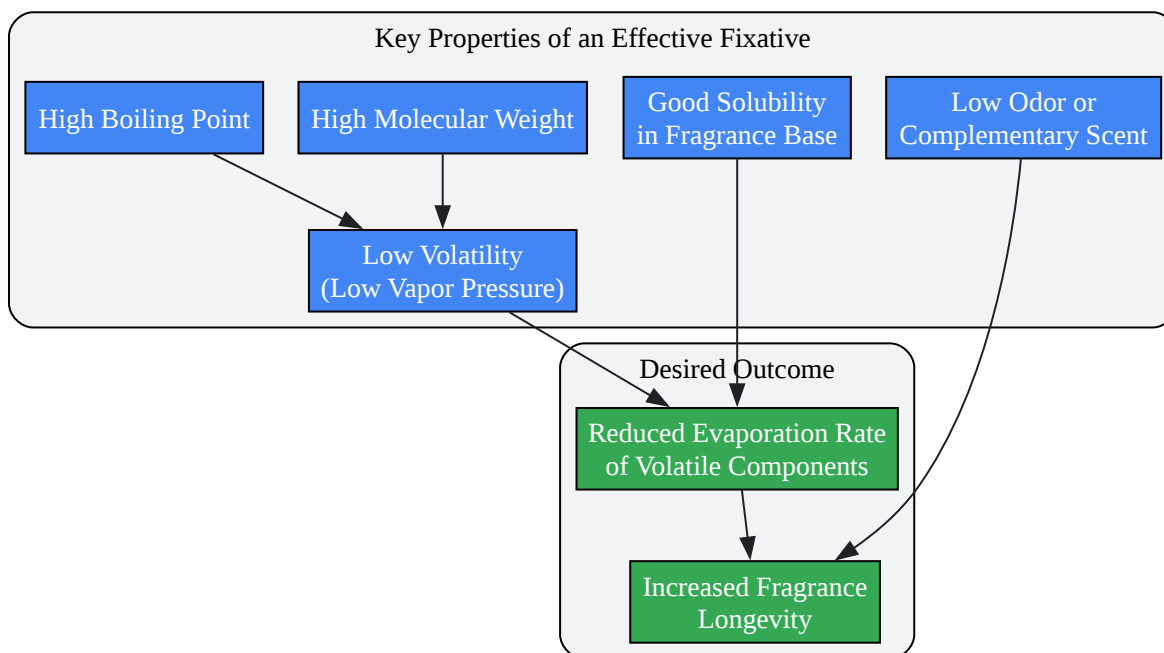 Key Properties of an Effective Fixative
High Boiling Point
High Molecular Weight
Good Solubility
in Fragrance Base
Low Odor or
Complementary Scent
Low Volatility
(Low Vapor Pressure)
Desired Outcome
Reduced Evaporation Rate
of Volatile Components
Increased Fragrance
Longevity